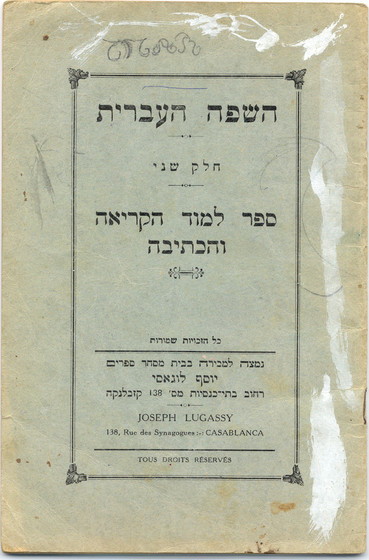 השפה העברית
חלק שני
ספר למוד הקריאה
והכתיבה
כל הזכויות שמורות
נמצה למכירה בבית מסחר ספרים
יוסף לוגאסי
רחוב בתי־כנסיות מס' 138 קזבלנקה
JOSEPH LUGASSY
138, Rue des Synagogues :-: CASABLANCA
TOUS DROITS RÉSERVÉS